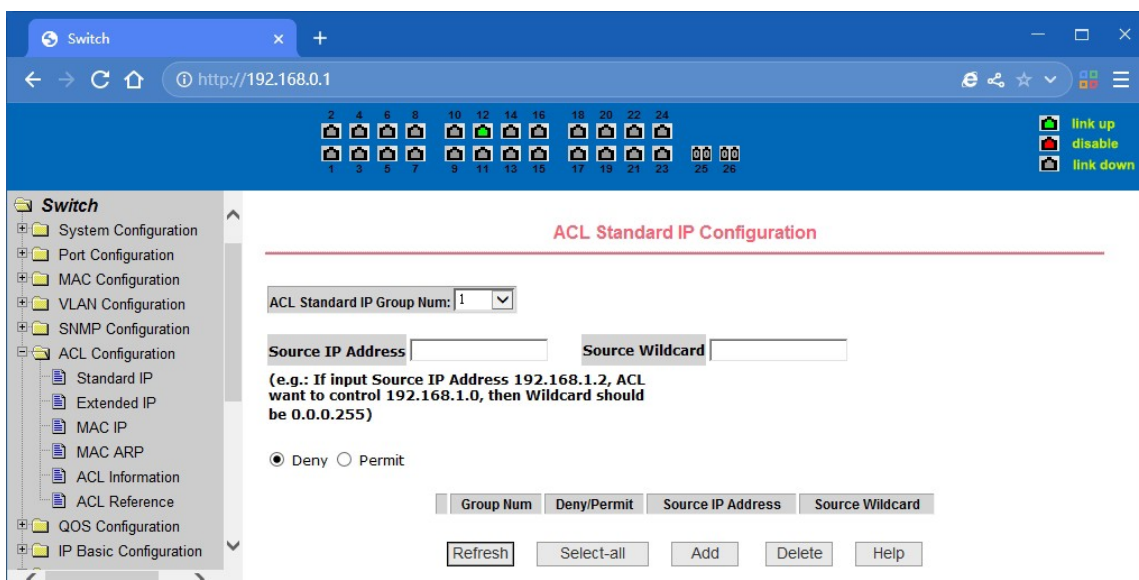 Switch
http://192.168.0.1
2 4 6 8 10 12 14 16 18 20 22 24
1 3 5 7 9 11 13 15 17 19 21 23 25 26
link up
disable
link down
Switch
System Configuration
Port Configuration
MAC Configuration
VLAN Configuration
SNMP Configuration
ACL Configuration
Standard IP
Extended IP
MAC IP
MAC ARP
ACL Information
ACL Reference
QOS Configuration
IP Basic Configuration
ACL Standard IP Configuration
ACL Standard IP Group Num: 1
Source IP Address Source Wildcard
(e.g.: If input Source IP Address 192.168.1.2, ACL
want to control 192.168.1.0, then Wildcard should
be 0.0.0.255)
Deny Permit
Group Num Deny/Permit Source IP Address Source Wildcard
Refresh Select-all Add Delete Help